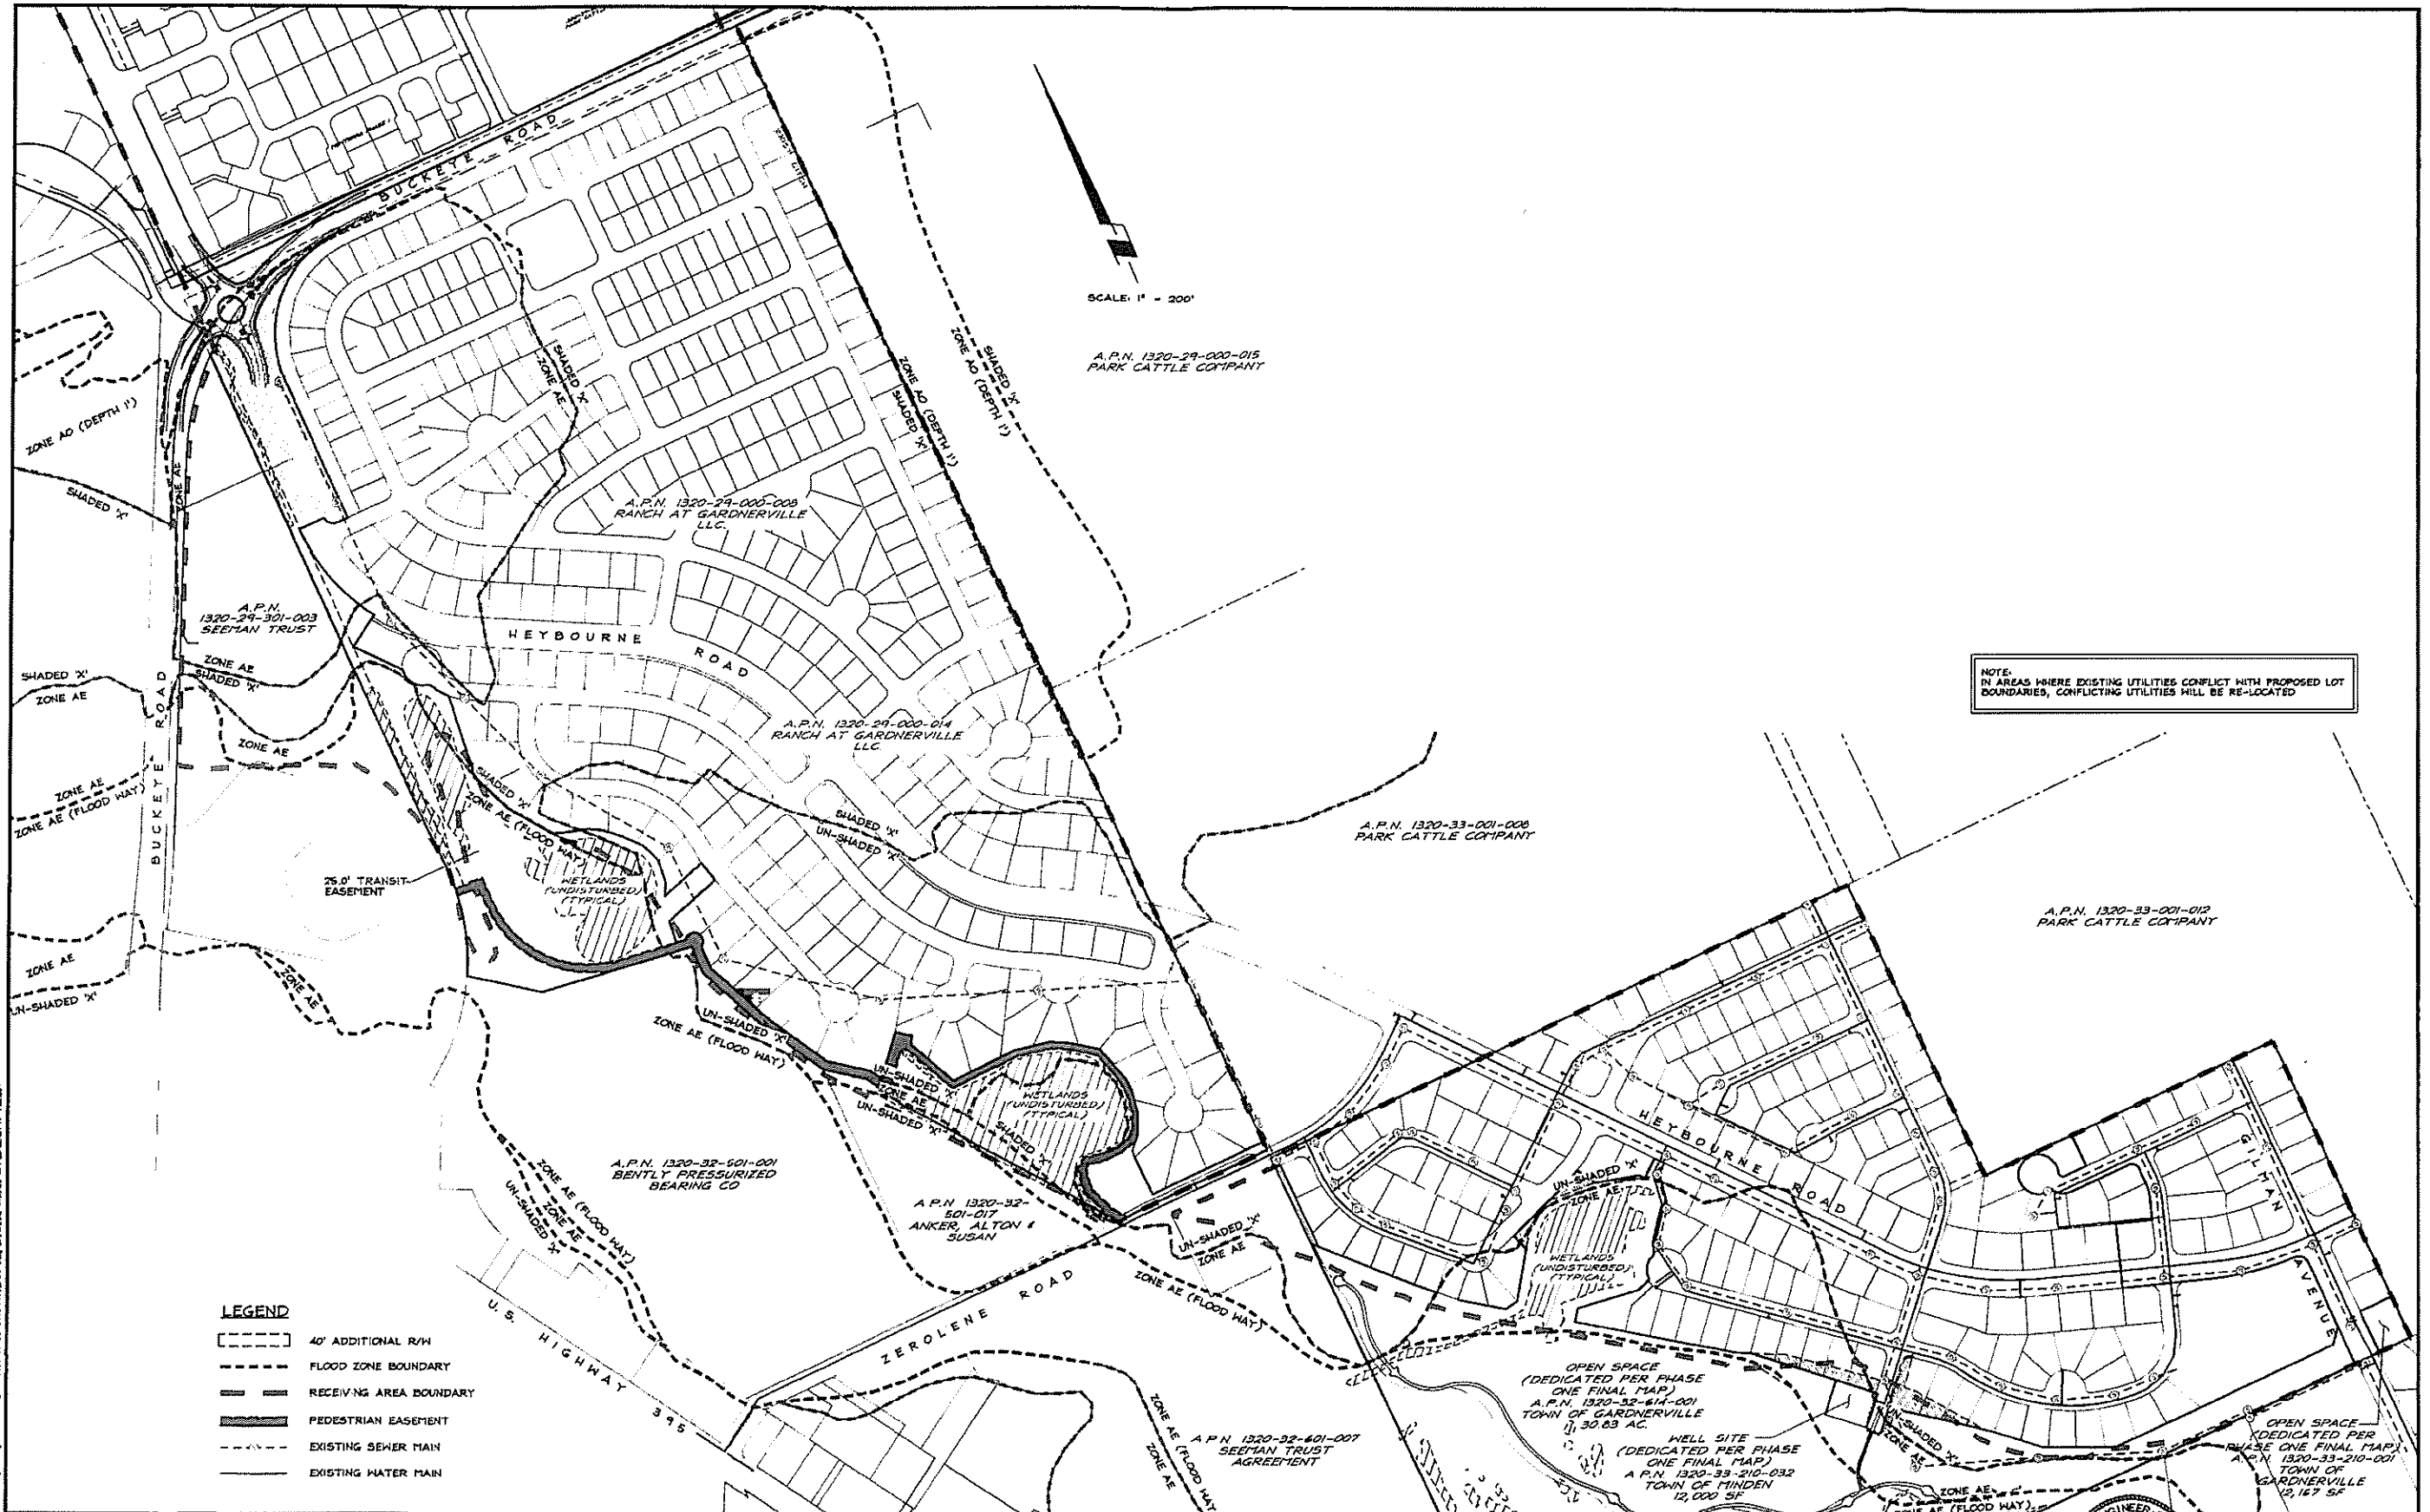 BUCKEYE ROAD
SCALE: 1" = 200'
A.P.N. 1320-29-000-015
PARK CATTLE COMPANY
SHADED 'X'
ZONE AO (DEPTH 1')
ZONE AO (DEPTH 1')
SHADED 'X'
SHADED 'X'
ZONE AE
ZONE AO (DEPTH 1')
SHADED 'X'
ZONE AE
A.P.N. 1320-29-000-008
RANCH AT GARDNERVILLE
LLC.
A.P.N.
1320-29-301-003
SEEMAN TRUST
HEYBOURNE
ROAD
SHADED 'X'
ZONE AE
ZONE AE
SHADED 'X'
ZONE AE
BUCKEYE ROAD
ZONE AE
ZONE AE (FLOOD WAY)
NOTE:
IN AREAS WHERE EXISTING UTILITIES CONFLICT WITH PROPOSED LOT
BOUNDARIES, CONFLICTING UTILITIES WILL BE RE-LOCATED
A.P.N. 1320-29-000-014
RANCH AT GARDNERVILLE
LLC.
SHADED 'X'
ZONE AE (FLOOD WAY)
SHADED 'X'
UN-SHADED 'X'
A.P.N. 1320-33-001-008
PARK CATTLE COMPANY
25.0' TRANSIT
EASEMENT
WETLANDS
(UNDISTURBED)
(TYPICAL)
A.P.N. 1320-33-001-012
PARK CATTLE COMPANY
ZONE AE
UN-SHADED 'X'
ZONE AE
UN-SHADED 'X'
ZONE AE (FLOOD WAY)
UN-SHADED 'X'
ZONE AE
UN-SHADED 'X'
SHADED 'X'
WETLANDS
(UNDISTURBED)
(TYPICAL)
A.P.N. 1320-32-501-001
BENTLY PRESSURIZED
BEARING CO
ZONE AE (FLOOD WAY)
ZONE AE
UN-SHADED 'X'
A.P.N 1320-32-
501-017
ANKER, ALTON &
SUSAN
UN-SHADED 'X'
ZONE AE
ZONE AE (FLOOD WAY)
HEYBOURNE ROAD
UN-SHADED 'X'
ZONE AE
WETLANDS
(UNDISTURBED)
(TYPICAL)
GILMAN
AVENUE
U.S. HIGHWAY 395
ZEROLENE ROAD
LEGEND
40' ADDITIONAL R/W
FLOOD ZONE BOUNDARY
RECEIVING AREA BOUNDARY
PEDESTRIAN EASEMENT
EXISTING SEWER MAIN
EXISTING WATER MAIN
ZONE AE (FLOOD WAY
ZONE AE
A P N 1320-32-601-007
SEEMAN TRUST
AGREEMENT
OPEN SPACE
(DEDICATED PER PHASE
ONE FINAL MAP)
A.P.N. 1320-32-614-001
TOWN OF GARDNERVILLE
30.83 AC.
WELL SITE
(DEDICATED PER PHASE
ONE FINAL MAP)
A P.N. 1320-33-210-032
TOWN OF MINDEN
12,000 SF
UN-SHADED 'X'
ZONE AE
OPEN SPACE
(DEDICATED PER
PHASE ONE FINAL MAP)
A.P.N. 1320-33-210-001
TOWN OF
GARDNERVILLE
12,167 SF
ZONE AE
ZONE AE (FLOOD WAY)